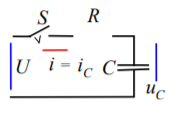 S R
U i = i_C C
u_C